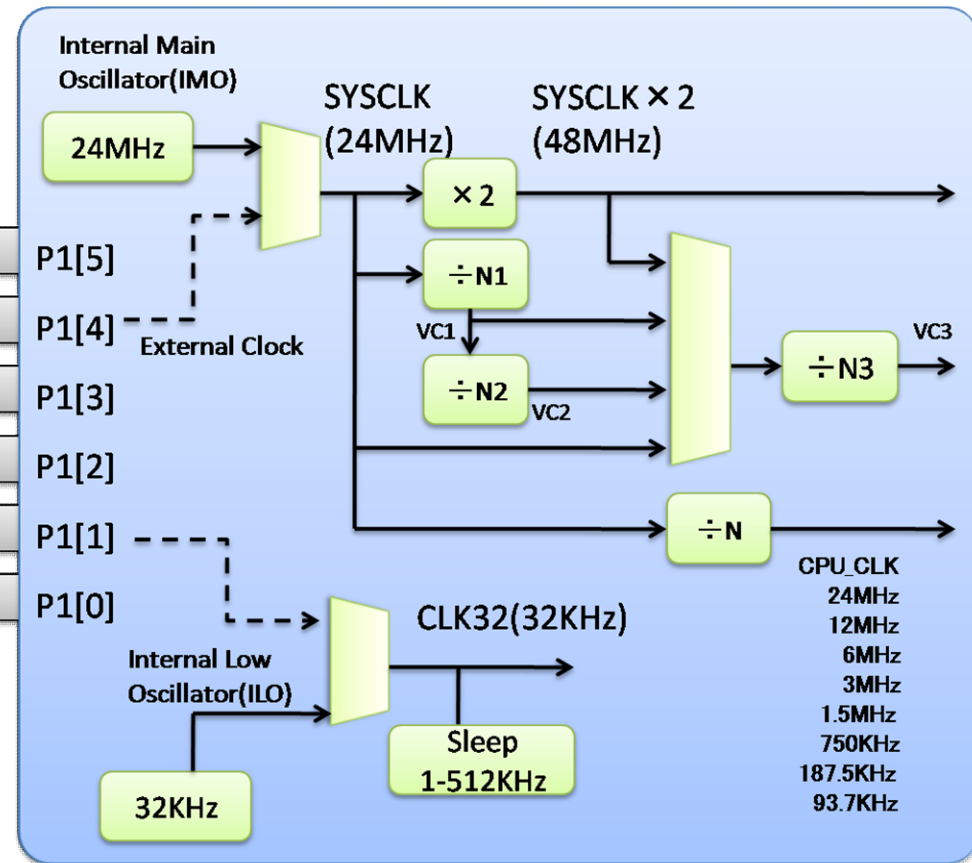 Internal Main
Oscillator(IMO)
24MHz
SYSCLK
(24MHz)
SYSCLK × 2
(48MHz)
× 2
÷N1
VC1
÷N2
VC2
÷N3
VC3
÷N
P1[5]
P1[4]
External Clock
P1[3]
P1[2]
P1[1]
P1[0]
CPU_CLK
24MHz
12MHz
6MHz
3MHz
1.5MHz
750KHz
187.5KHz
93.7KHz
CLK32(32KHz)
Internal Low
Oscillator(ILO)
Sleep
1-512KHz
32KHz